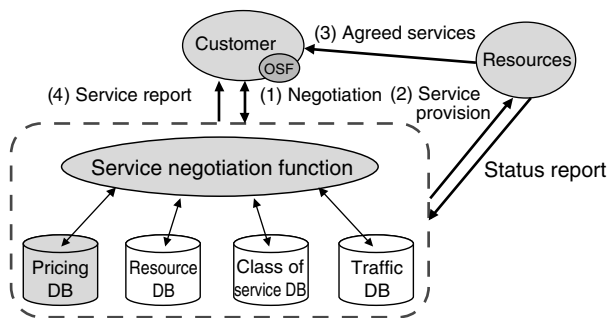 (3) Agreed services
Customer
OSF
Resources
(4) Service report
(1) Negotiation
(2) Service
provision
Service negotiation function
Status report
Pricing
DB
Resource
DB
Class of
service DB
Traffic
DB